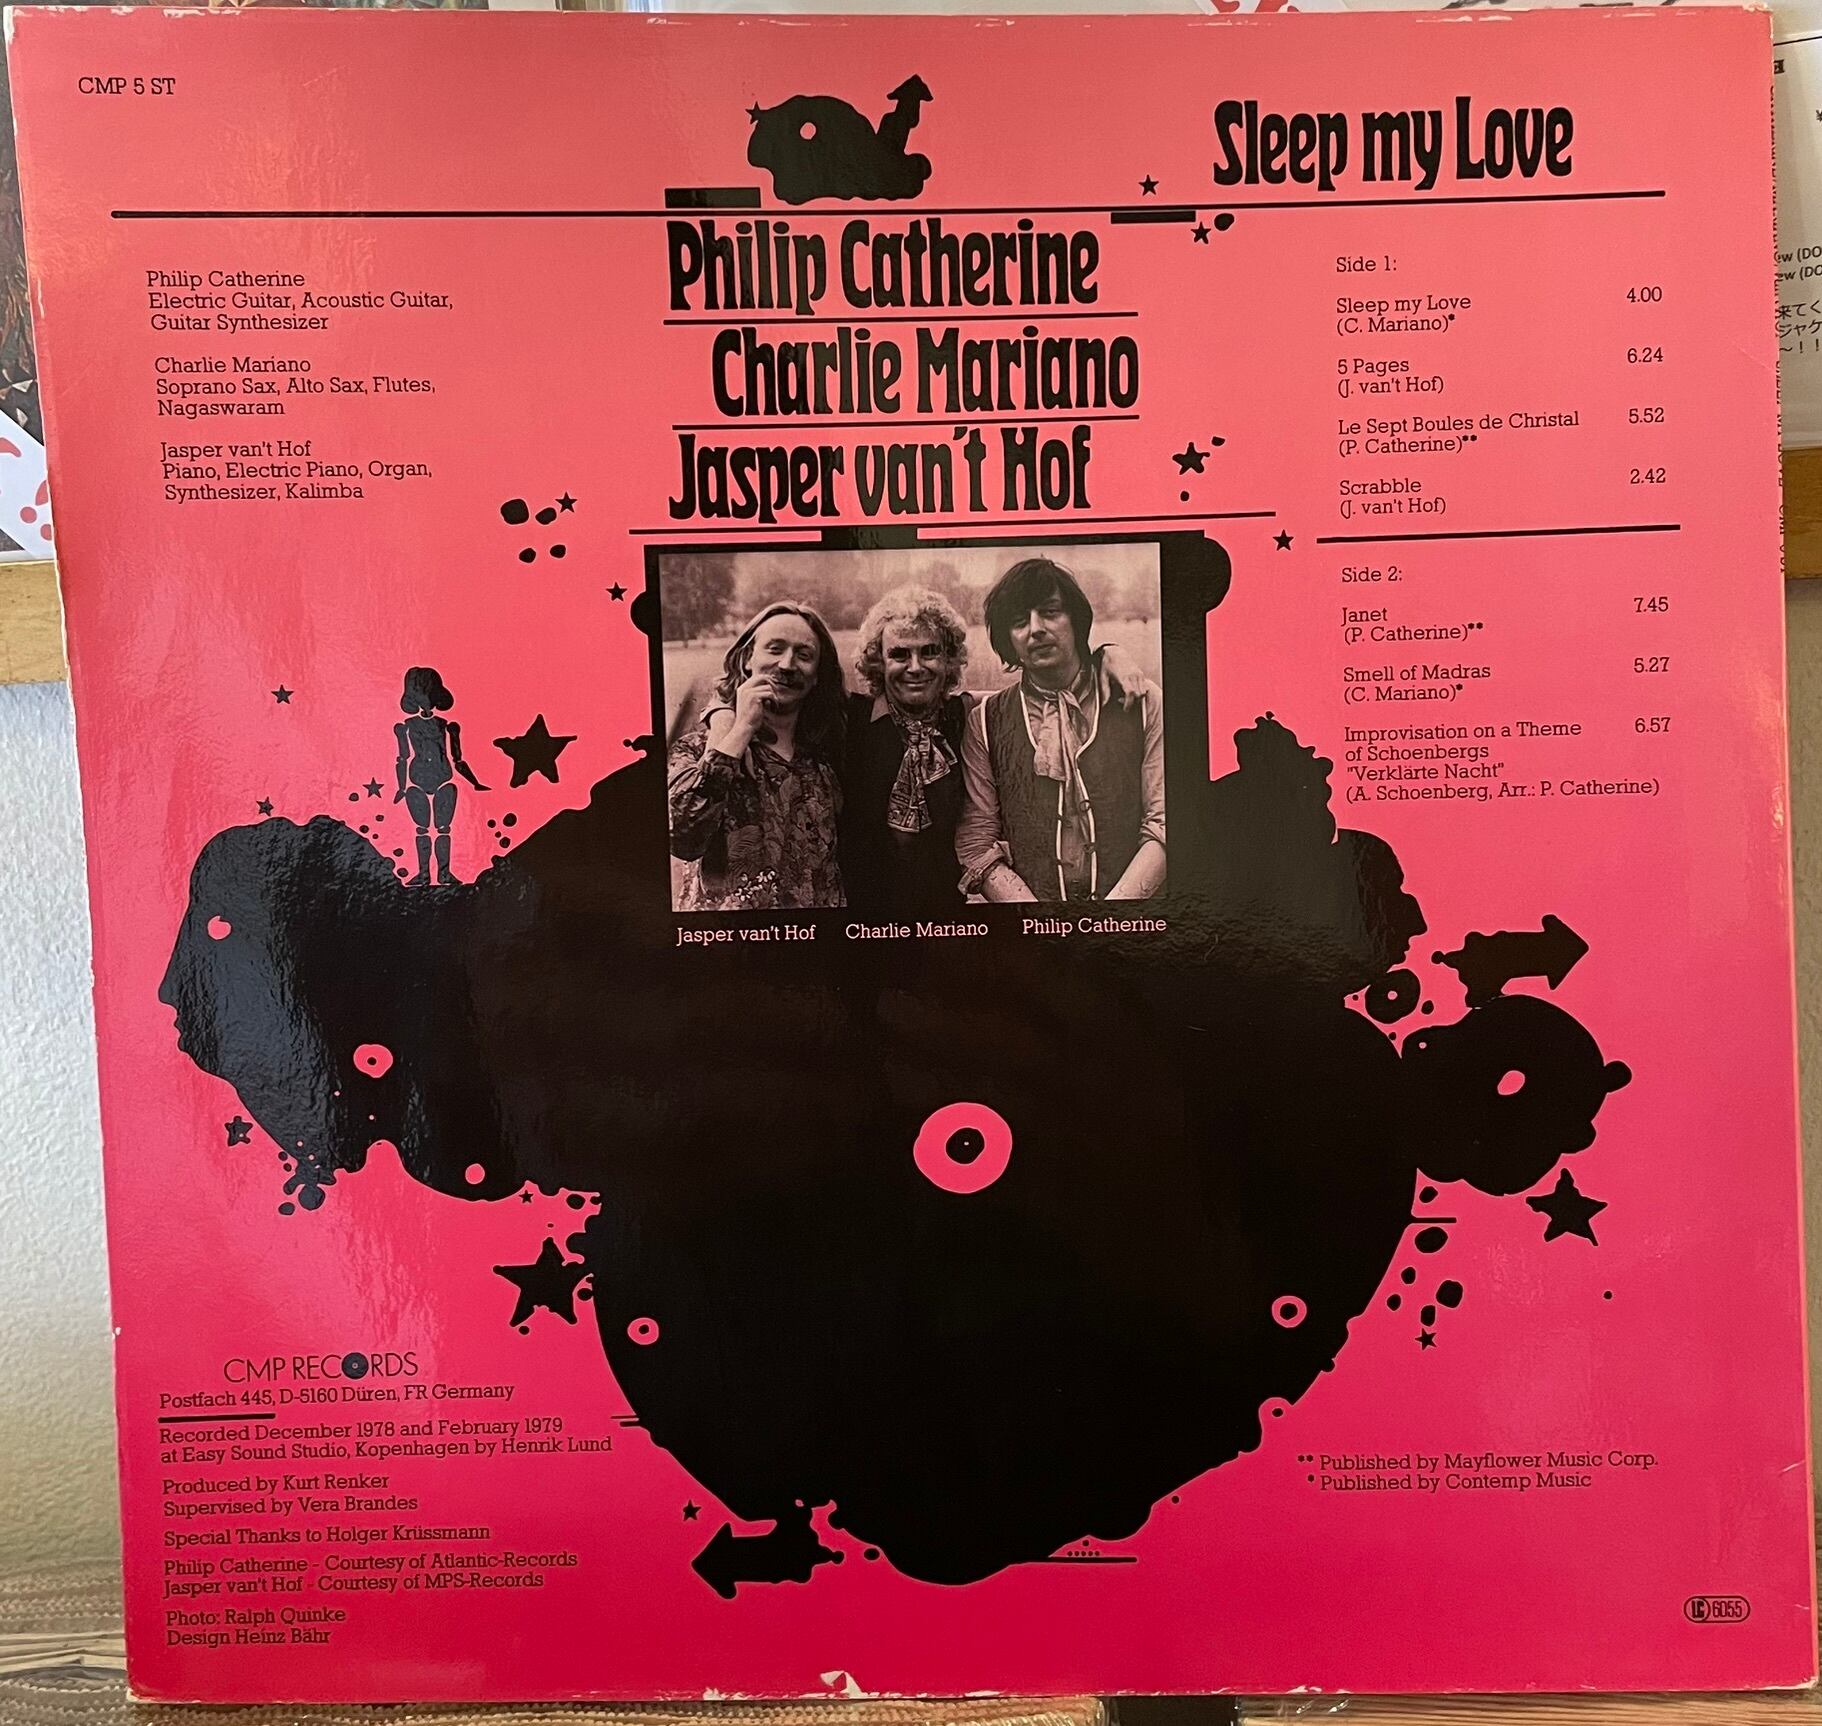 CMP 5 ST
Sleep my Love
Philip Catherine
Charlie Mariano
Jasper van't Hof
Philip Catherine
Electric Guitar, Acoustic Guitar,
Guitar Synthesizer
Charlie Mariano
Soprano Sax, Alto Sax, Flutes,
Nagaswaram
Jasper van't Hof
Piano, Electric Piano, Organ,
Synthesizer, Kalimba
Side 1:
Sleep my Love 4.00
(C. Mariano)*
5 Pages 6.24
(J. van't Hof)
Le Sept Boules de Christal 5.52
(P. Catherine)**
Scrabble 2.42
(J. van't Hof)
Side 2:
Janet 7.45
(P. Catherine)**
Smell of Madras 5.27
(C. Mariano)*
Improvisation on a Theme 6.57
of Schoenbergs
"Verklärte Nacht"
(A. Schoenberg, Arr.: P. Catherine)
Jasper van't Hof Charlie Mariano Philip Catherine
CMP RECORDS
Postfach 445, D-5160 Düren, FR Germany
Recorded December 1978 and February 1979
at Easy Sound Studio, Kopenhagen by Henrik Lund
Produced by Kurt Renker
Supervised by Vera Brandes
Special Thanks to Holger Krüssmann
Philip Catherine - Courtesy of Atlantic-Records
Jasper van't Hof - Courtesy of MPS-Records
Photo: Ralph Quinke
Design Heinz Bähr
** Published by Mayflower Music Corp.
* Published by Contemp Music
LC 6055